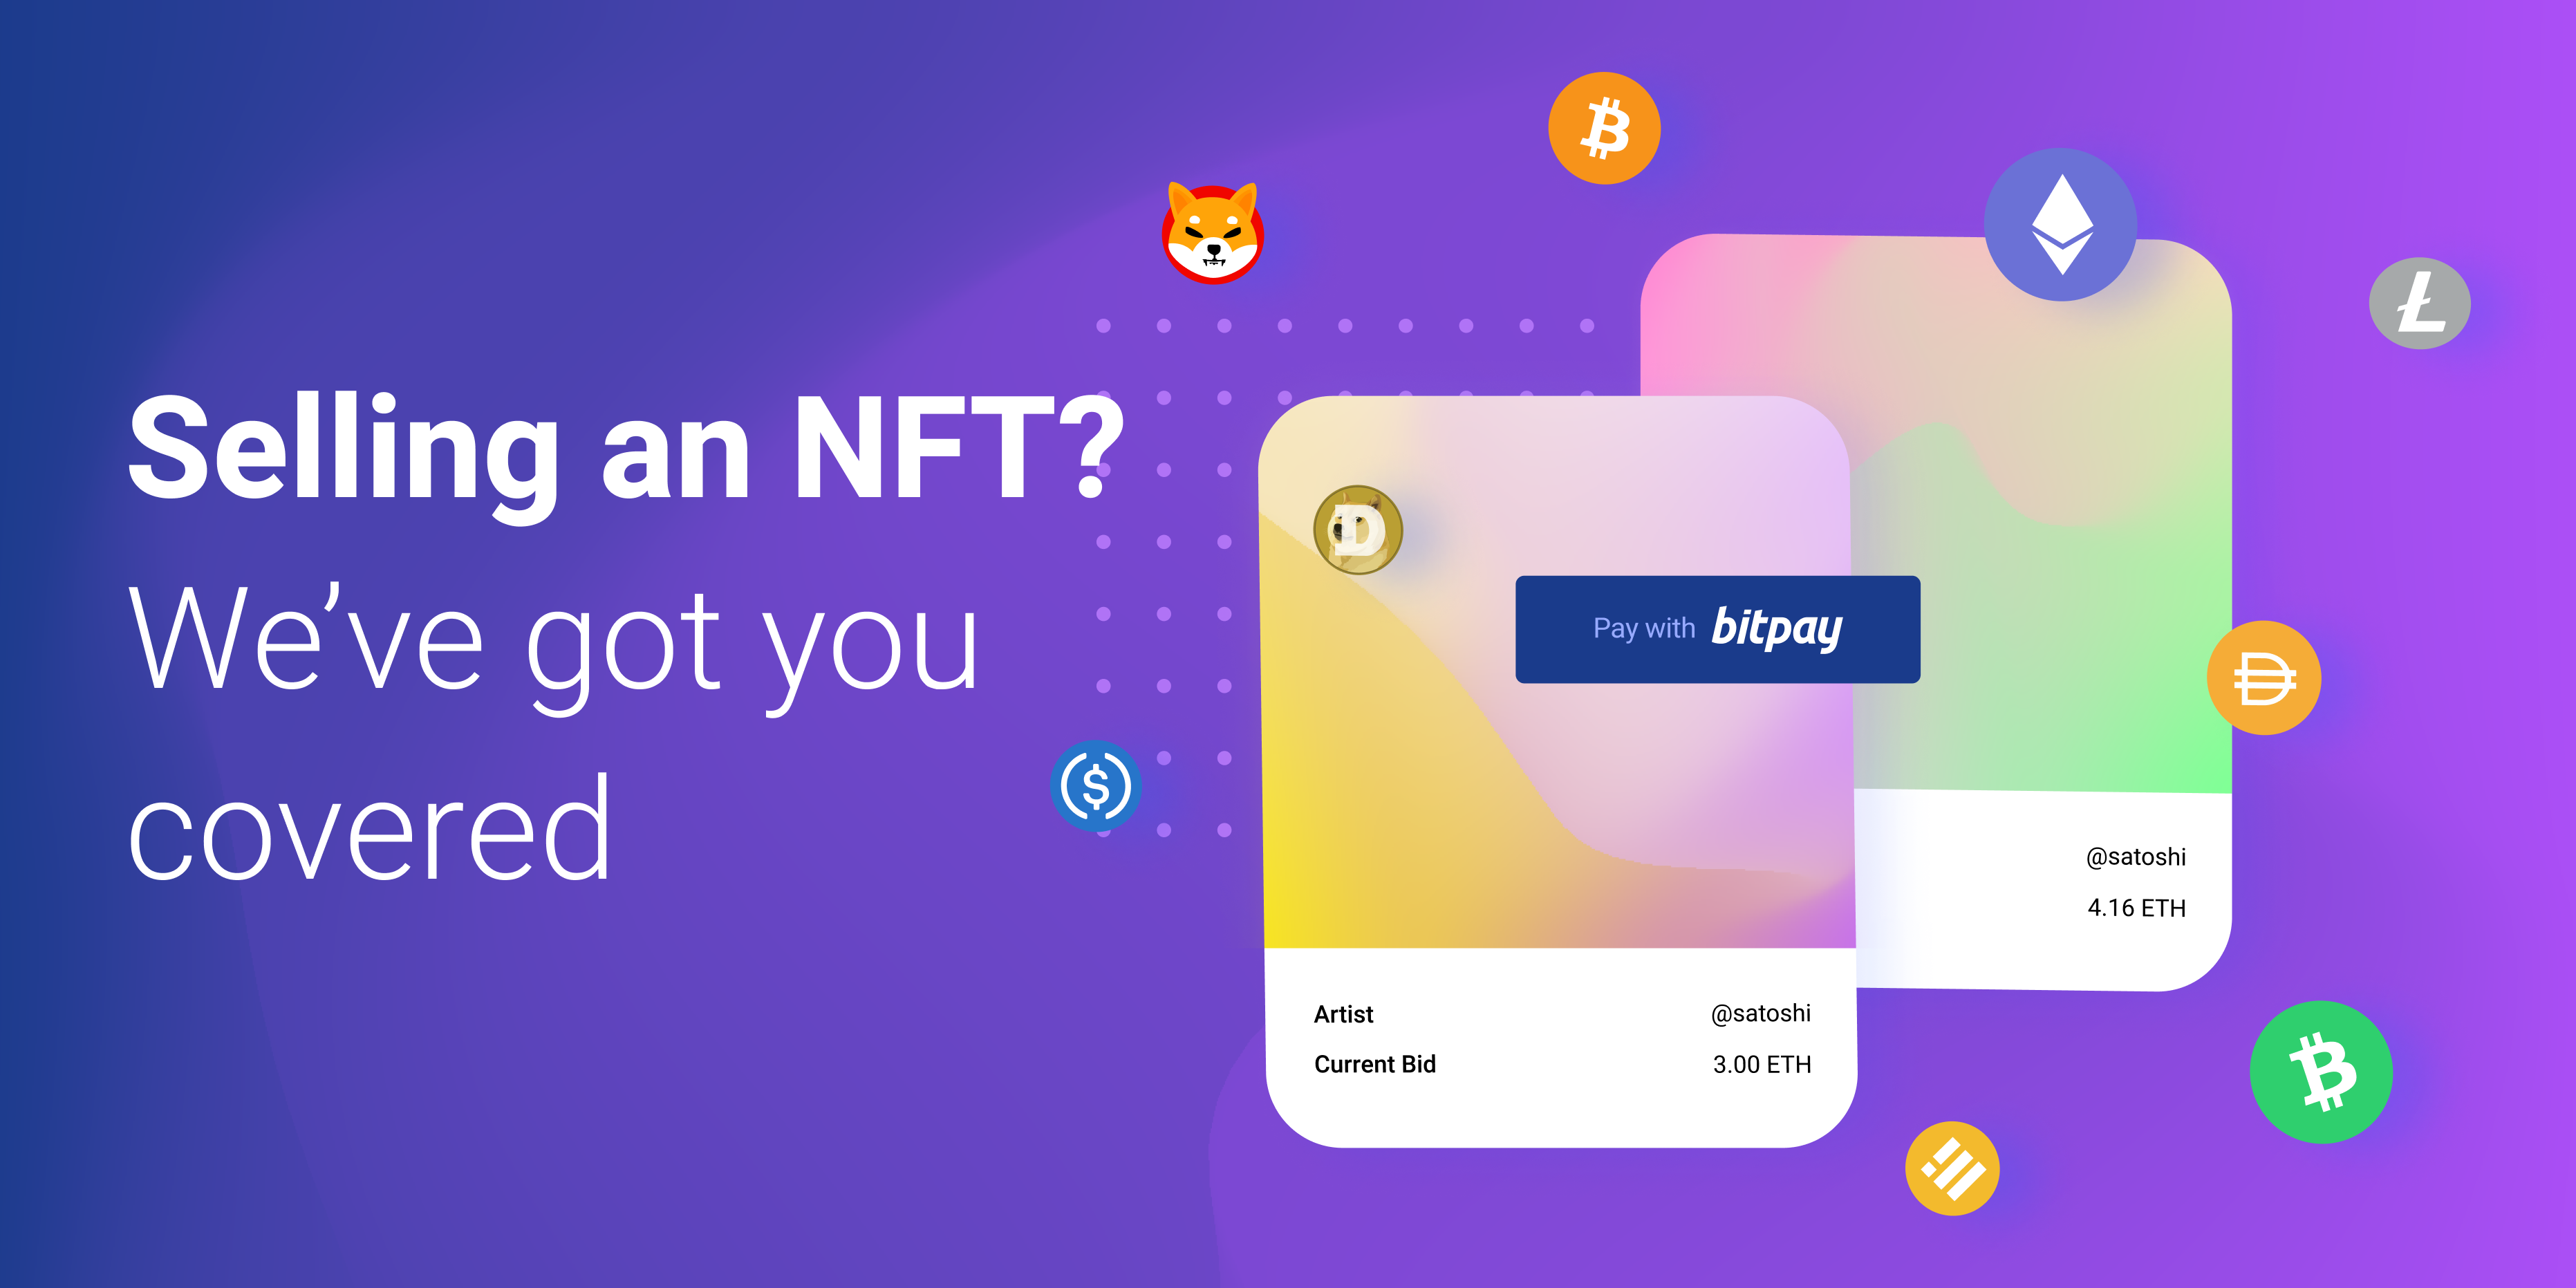 Selling an NFT?
We’ve got you
covered
Pay with bitpay
Artist @satoshi
Current Bid 3.00 ETH
@satoshi
4.16 ETH